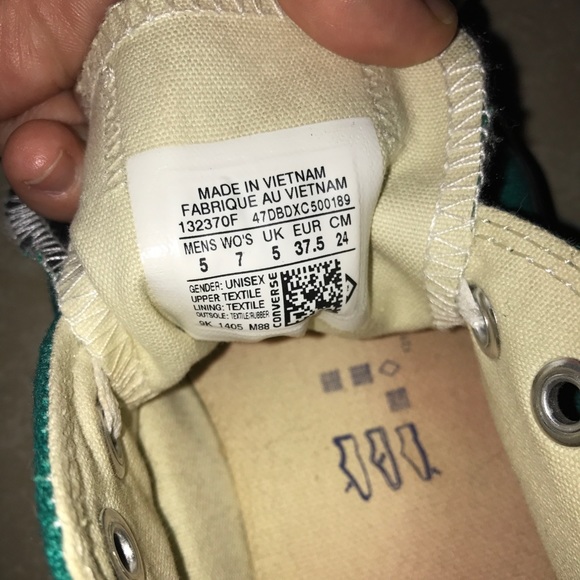 MADE IN VIETNAM
FABRIQUE AU VIETNAM
132370F 47DBDXC500189
MENS WO'S UK EUR CM
5 7 5 37.5 24
GENDER: UNISEX
UPPER TEXTILE
LINING: TEXTILE
OUTSOLE: TEXTILE/RUBBER
1405 M88
CONVERSE